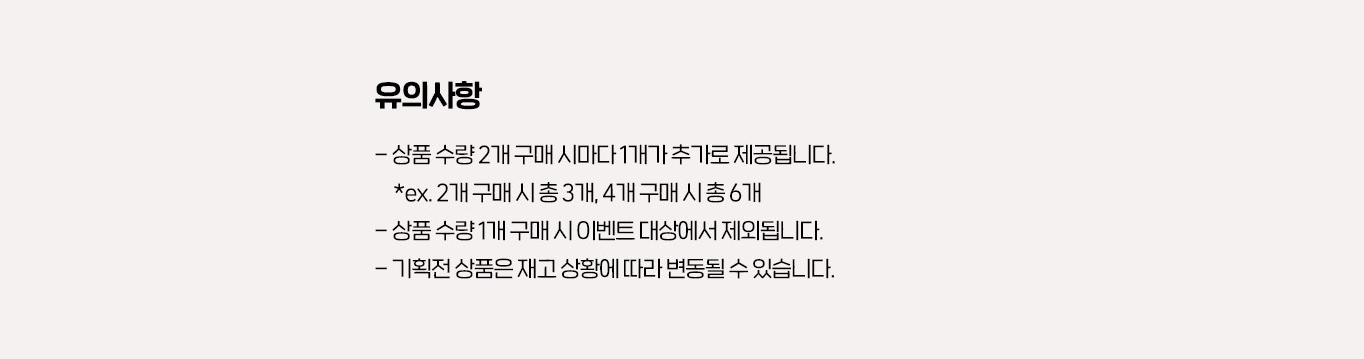 유의사항
- 상품 수량 2개 구매 시마다 1개가 추가로 제공됩니다.
*ex. 2개 구매 시 총 3개, 4개 구매 시 총 6개
- 상품 수량 1개 구매 시 이벤트 대상에서 제외됩니다.
- 기획전 상품은 재고 상황에 따라 변동될 수 있습니다.